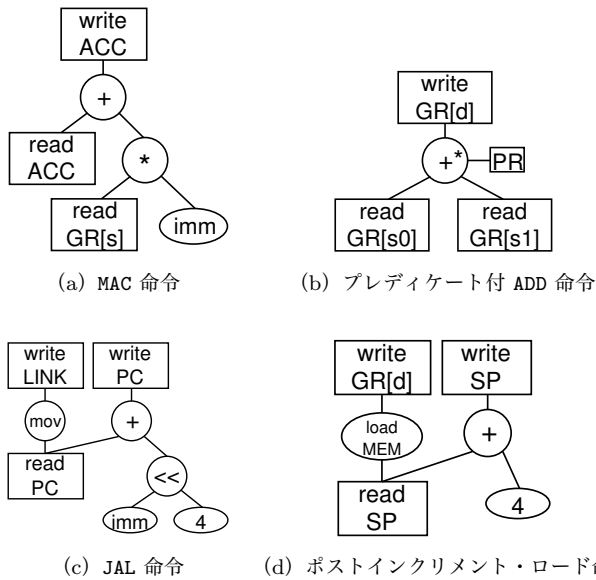 write
ACC
+
read
ACC
*
read
GR[s]
imm
(a) MAC 命令
write
GR[d]
+*
PR
read
GR[s0]
read
GR[s1]
(b) プレディケート付 ADD 命令
write
LINK
write
PC
mov
+
read
PC
<<
imm
4
(c) JAL 命令
write
GR[d]
write
SP
load
MEM
+
read
SP
4
(d) ポストインクリメント・ロード